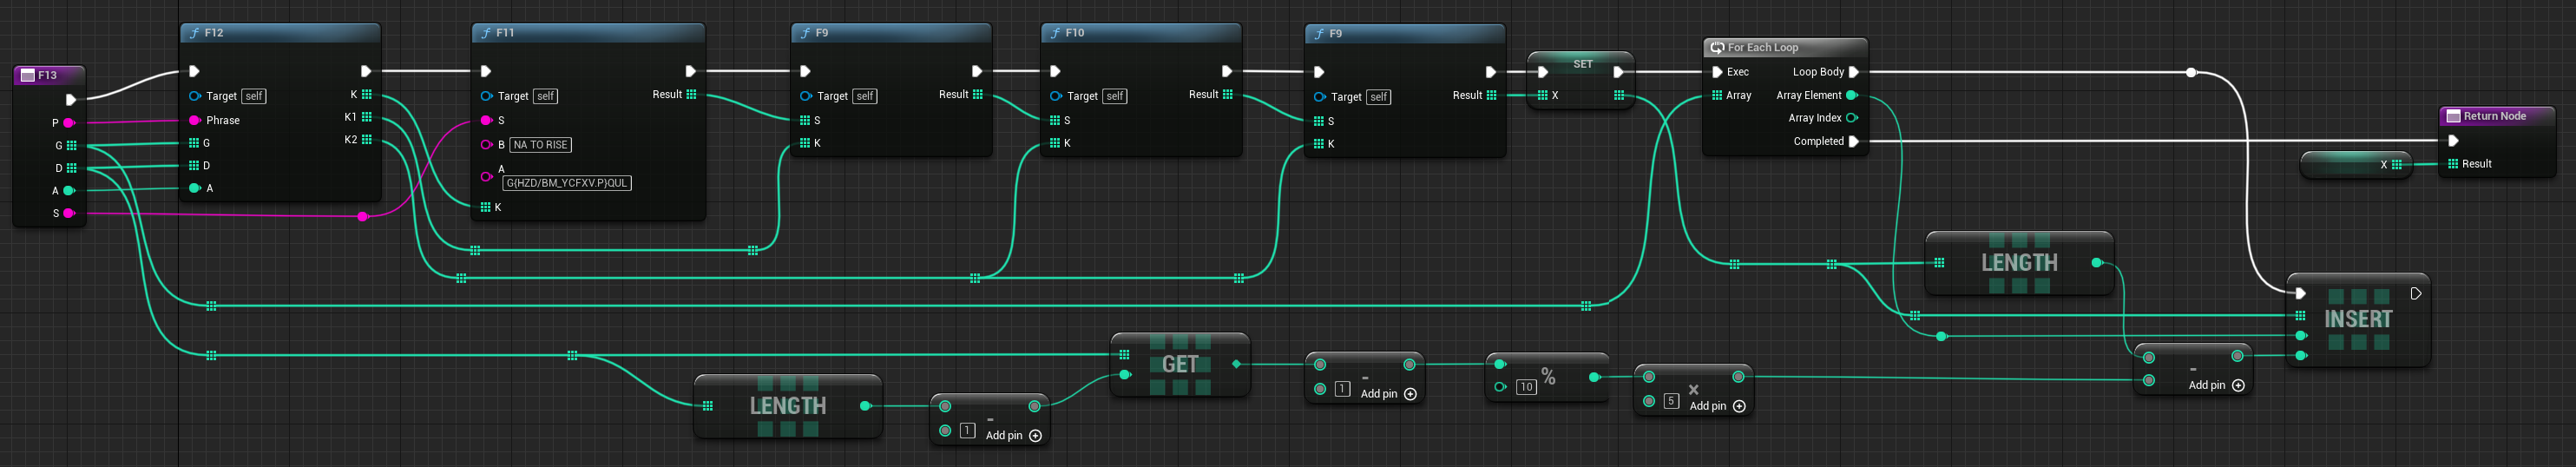 F13
P
G
D
A
S
F12
Target self
Phrase
G
D
A
K
K1
K2
F11
Target self
S
B NA TO RISE
A
G{HZD/BM_YCFXV.P}QUL
K
Result
F9
Target self
S
K
Result
F10
Target self
S
K
Result
F9
Target self
S
K
Result
SET
X
For Each Loop
Exec
Array
Loop Body
Array Element
Array Index
Completed
Return Node
Result
X
LENGTH
INSERT
-
Add pin
LENGTH
-
1
Add pin
GET
-
1
Add pin
%
10
×
5
Add pin